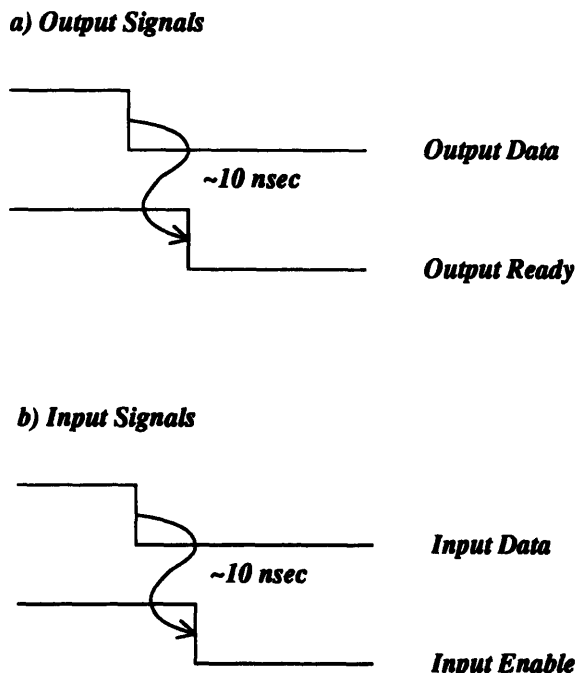 a) Output Signals
Output Data
~10 nsec
Output Ready
b) Input Signals
Input Data
~10 nsec
Input Enable